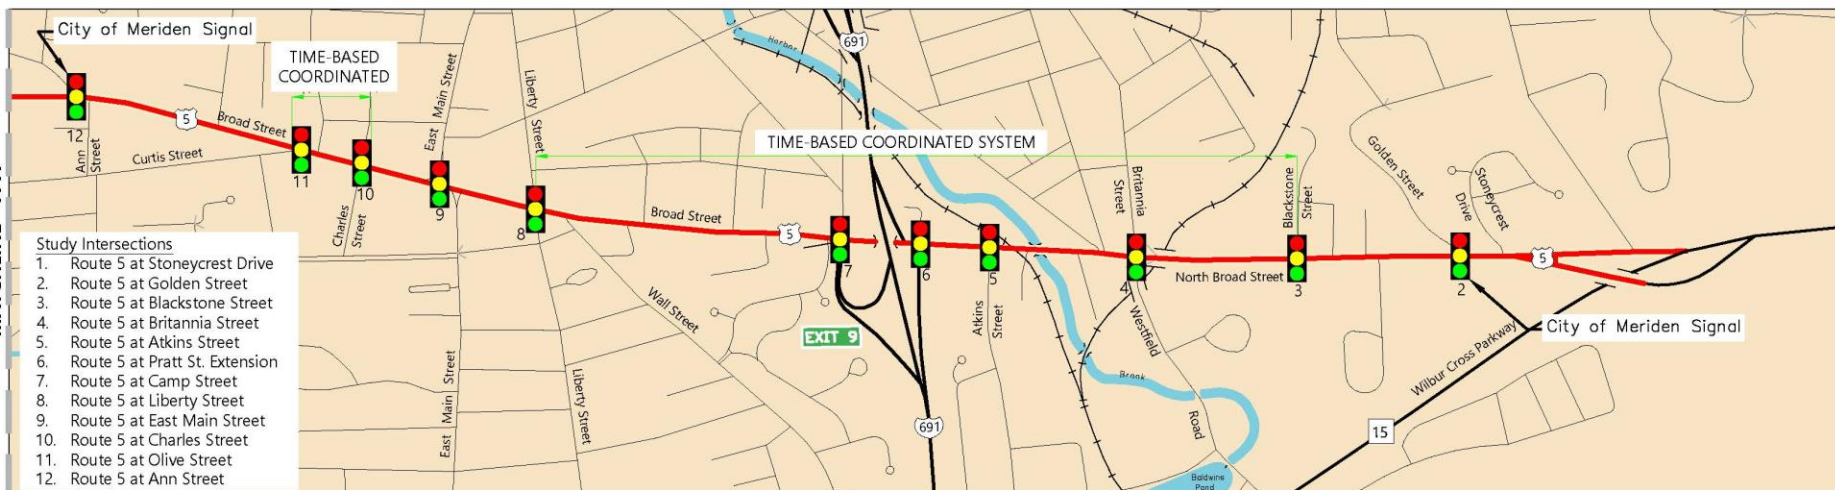 City of Meriden Signal
TIME-BASED
COORDINATED
12
Ann
Street
5
Broad Street
Curtis Street
11
10
Charles
Street
East Main Street
9
Liberty
Street
8
TIME-BASED COORDINATED SYSTEM
Harbor
691
Broad Street
5
7
6
5
Atkins
Street
4
Britannia
Street
North Broad Street
Blackstone
Street
3
Golden Street
Stoneycrest
Drive
2
5
City of Meriden Signal
Wilbur Cross Parkway
15
Westfield
Road
Brook
Baldwins
Pond
EXIT 9
691
Wall Street
Liberty Street
East Main Street
Study Intersections
1. Route 5 at Stoneycrest Drive
2. Route 5 at Golden Street
3. Route 5 at Blackstone Street
4. Route 5 at Britannia Street
5. Route 5 at Atkins Street
6. Route 5 at Pratt St. Extension
7. Route 5 at Camp Street
8. Route 5 at Liberty Street
9. Route 5 at East Main Street
10. Route 5 at Charles Street
11. Route 5 at Olive Street
12. Route 5 at Ann Street